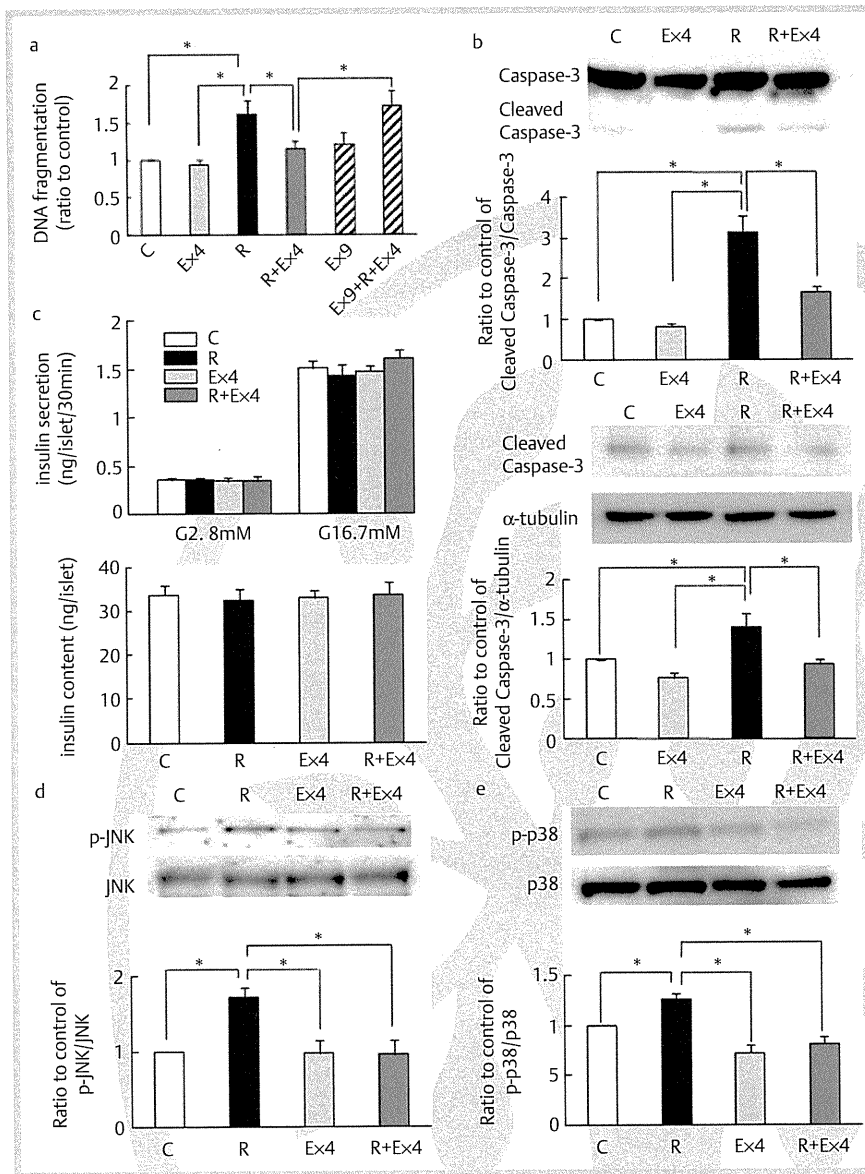 a
DNA fragmentation
(ratio to control)
2
1.5
1
0.5
0
*
*
*
*
C
Ex4
R
R+Ex4
Ex9
Ex9+R+Ex4
b
C Ex4 R R+Ex4
Caspase-3
Cleaved
Caspase-3
Ratio to control of
Cleaved Caspase-3/Caspase-3
4
3
2
1
0
*
*
*
C Ex4 R R+Ex4
C Ex4 R R+Ex4
Cleaved
Caspase-3
α-tubulin
Ratio to control of
Cleaved Caspase-3/α-tubulin
2
1.5
1
0.5
0
*
*
*
C Ex4 R R+Ex4
c
insulin secretion
(ng/islet/30min)
2
1.5
1
0.5
0
C
R
Ex4
R+Ex4
G2. 8mM G16.7mM
insulin content (ng/islet)
40
30
20
10
0
C R Ex4 R+Ex4
d
C R Ex4 R+Ex4
p-JNK
JNK
Ratio to control of
p-JNK/JNK
2
1
0
*
*
*
C R Ex4 R+Ex4
e
C R Ex4 R+Ex4
p-p38
p38
Ratio to control of
p-p38/p38
1.5
1
5
0
*
*
*
C R Ex4 R+Ex4